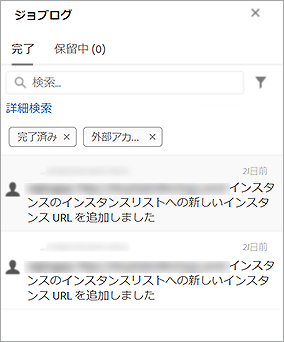 ジョブログ
完了 保留中 (0)
検索...
詳細検索
完了済み 外部アカ...
2日前
インスタ
ンスのインスタンスリストへの新しいインスタ
ンス URL を追加しました
2日前
インスタ
ンスのインスタンスリストへの新しいインスタ
ンス URL を追加しました